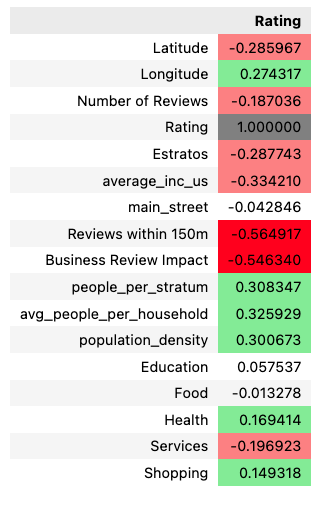 Rating
Latitude -0.285967
Longitude 0.274317
Number of Reviews -0.187036
Rating 1.000000
Estratos -0.287743
average_inc_us -0.334210
main_street -0.042846
Reviews within 150m -0.564917
Business Review Impact -0.546340
people_per_stratum 0.308347
avg_people_per_household 0.325929
population_density 0.300673
Education 0.057537
Food -0.013278
Health 0.169414
Services -0.196923
Shopping 0.149318